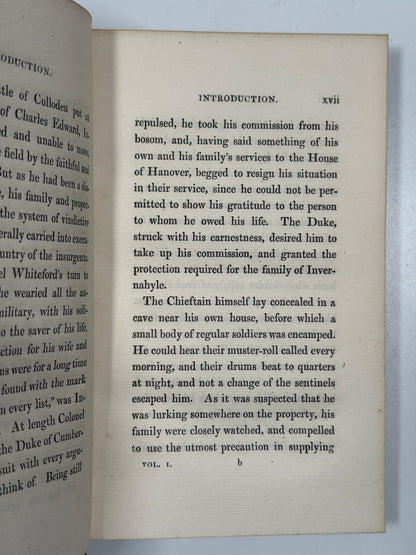 ODUCTION.
tle of Culloden put an
of Charles Edward, In-
ed and unable to move,
e field by the faithful and
But as he had been a dis-
, his family and proper-
the system of vindictive
erally carried into execu-
ountry of the insurgents.
el Whiteford's turn to
he wearied all the au-
military, with his soli-
to the saver of his life,
ction for his wife and
ons were for a long time
found with the mark
n every list," was In-
At length Colonel
the Duke of Cumber-
suit with every argu-
think of. Being still
INTRODUCTION. xvii
repulsed, he took his commission from his
bosom, and, having said something of his
own and his family's services to the House
of Hanover, begged to resign his situation
in their service, since he could not be per-
mitted to show his gratitude to the person
to whom he owed his life. The Duke,
struck with his earnestness, desired him to
take up his commission, and granted the
protection required for the family of Inver-
nahyle.
The Chieftain himself lay concealed in a
cave near his own house, before which a
small body of regular soldiers was encamped.
He could hear their muster-roll called every
morning, and their drums beat to quarters
at night, and not a change of the sentinels
escaped him. As it was suspected that he
was lurking somewhere on the property, his
family were closely watched, and compelled
to use the utmost precaution in supplying
VOL. I. b